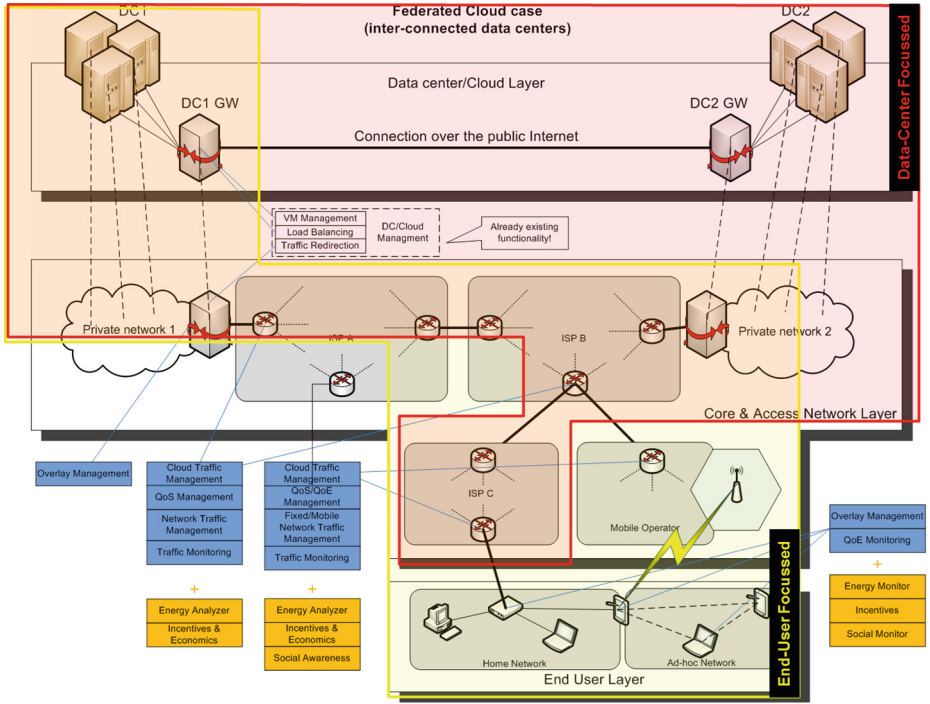 Federated Cloud case
(inter-connected data centers)
DC1
DC2
Data center/Cloud Layer
DC1 GW
DC2 GW
Connection over the public Internet
Data-Center Focussed
VM Management
Load Balancing
Traffic Redirection
DC/Cloud
Managment
Already existing
functionality!
Private network 1
ISP A
ISP B
Private network 2
Core & Access Network Layer
ISP C
Mobile Operator
Overlay Management
Cloud Traffic
Management
QoS Management
Network Traffic
Management
Traffic Monitoring
+
Energy Analyzer
Incentives &
Economics
Cloud Traffic
Management
QoS/QoE
Management
Fixed/Mobile
Network Traffic
Management
Traffic Monitoring
+
Energy Analyzer
Incentives &
Economics
Social Awareness
Overlay Management
QoE Monitoring
+
Energy Monitor
Incentives
Social Monitor
Home Network
Ad-hoc Network
End User Layer
End-User Focussed